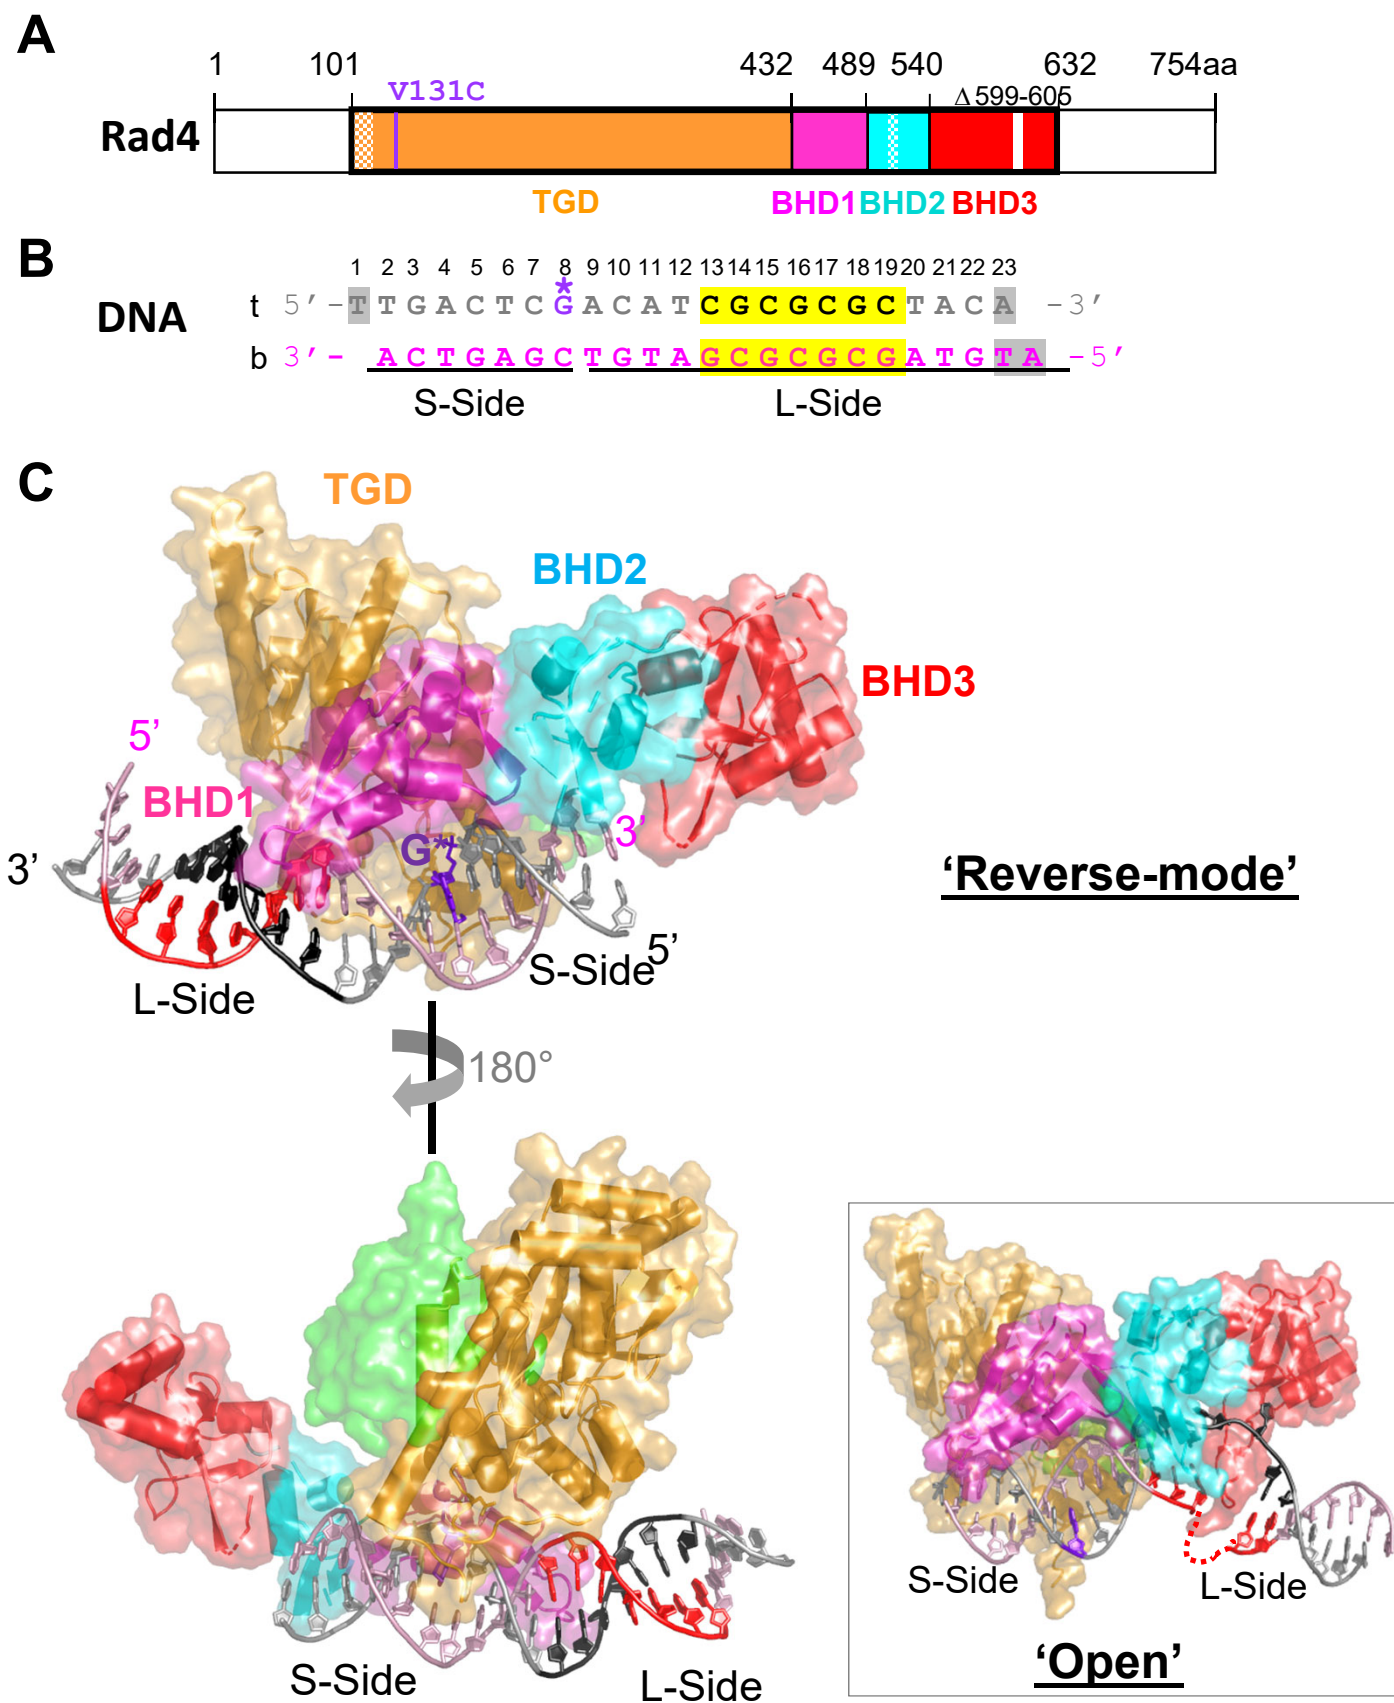 A
1 101 432 489 540 632 754aa
V131C
Δ599-605
Rad4
TGD BHD1 BHD2 BHD3
B
1 2 3 4 5 6 7 8 9 10 11 12 13 14 15 16 17 18 19 20 21 22 23
*
DNA
t 5′-TTGACTCGACATCGCGCGCTACA -3′
b 3′- ACTGAGCTGTAGCGCGCGATGTA -5′
S-Side L-Side
C
TGD
BHD2
BHD3
5’
BHD1
3’
G*
3’
‘Reverse-mode’
S-Side 5’
L-Side
180°
S-Side L-Side
S-Side L-Side
‘Open’